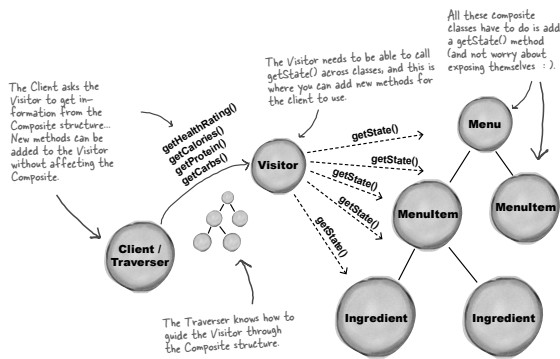 All these composite
classes have to do is add
a getState() method
(and not worry about
exposing themselves : ).
The Visitor needs to be able to call
getState() across classes, and this is
where you can add new methods for
the client to use.
The Client asks the
Visitor to get in-
formation from the
Composite structure...
New methods can be
added to the Visitor
without affecting the
Composite.
getHealthRating()
getCalories()
getProtein()
getCarbs()
Visitor
getState()
getState()
getState()
getState()
getState()
Menu
MenuItem
MenuItem
Ingredient
Ingredient
Client /
Traverser
The Traverser knows how to
guide the Visitor through
the Composite structure.